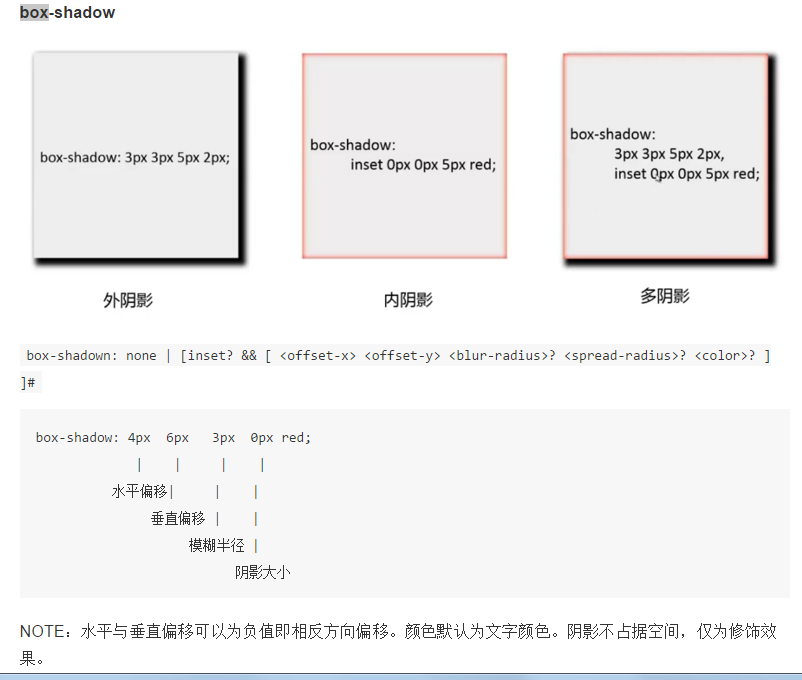 box-shadow
box-shadow: 3px 3px 5px 2px;
box-shadow:
inset 0px 0px 5px red;
box-shadow:
3px 3px 5px 2px,
inset 0px 0px 5px red;
外阴影
内阴影
多阴影
box-shadown: none | [inset? && [ <offset-x> <offset-y> <blur-radius>? <spread-radius>? <color>? ]
]#
box-shadow: 4px  6px   3px  0px red;
|    |     |    |
水平偏移|     |    |
垂直偏移 |    |
模糊半径 |
阴影大小
NOTE：水平与垂直偏移可以为负值即相反方向偏移。颜色默认为文字颜色。阴影不占据空间，仅为修饰效
果。